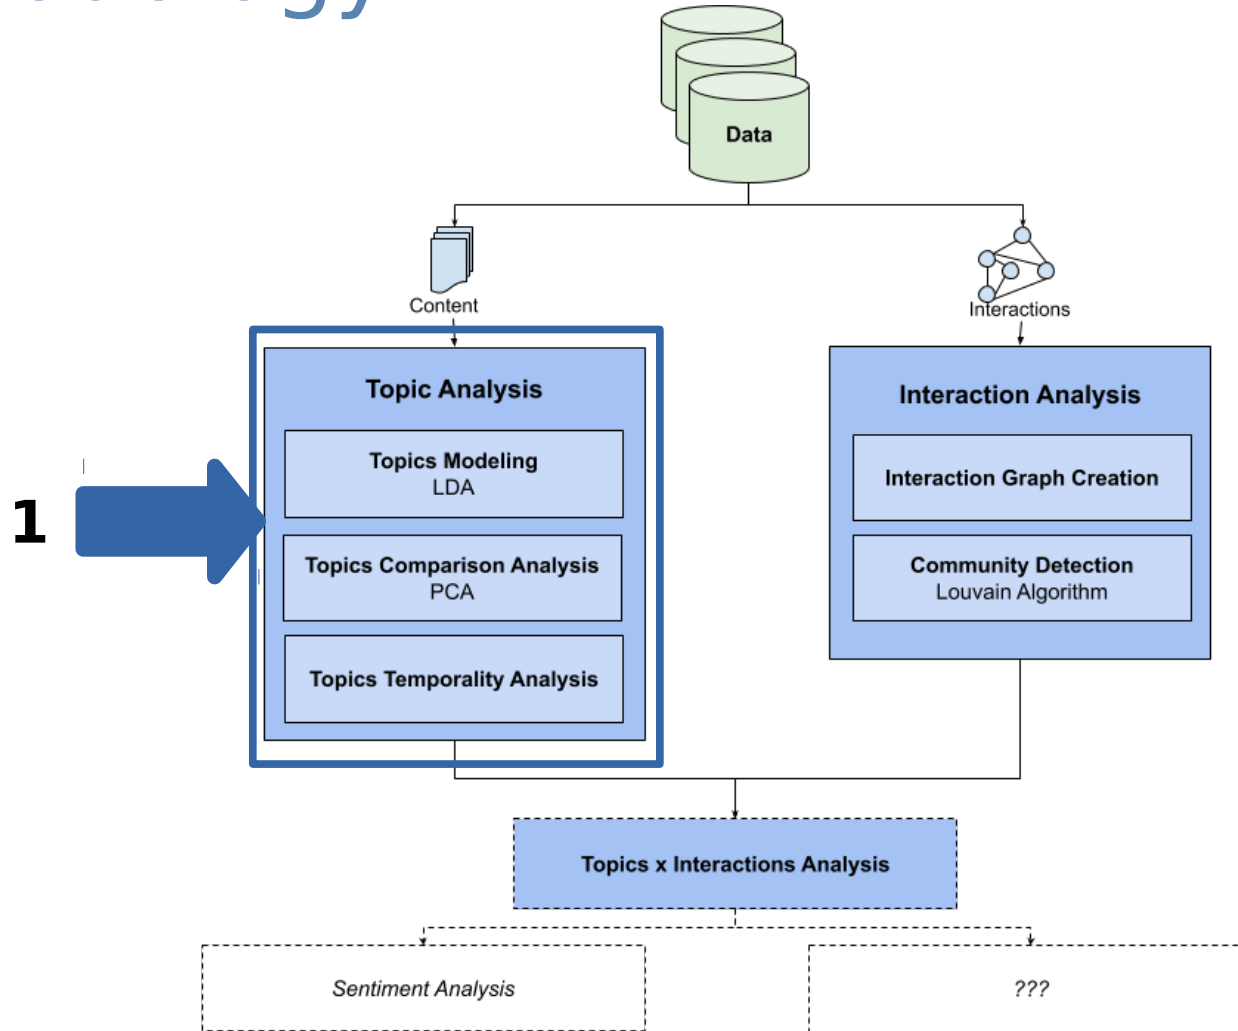 Data
Content
Interactions
Topic Analysis
Topics Modeling
LDA
Topics Comparison Analysis
PCA
Topics Temporality Analysis
1
Interaction Analysis
Interaction Graph Creation
Community Detection
Louvain Algorithm
Topics x Interactions Analysis
Sentiment Analysis
???